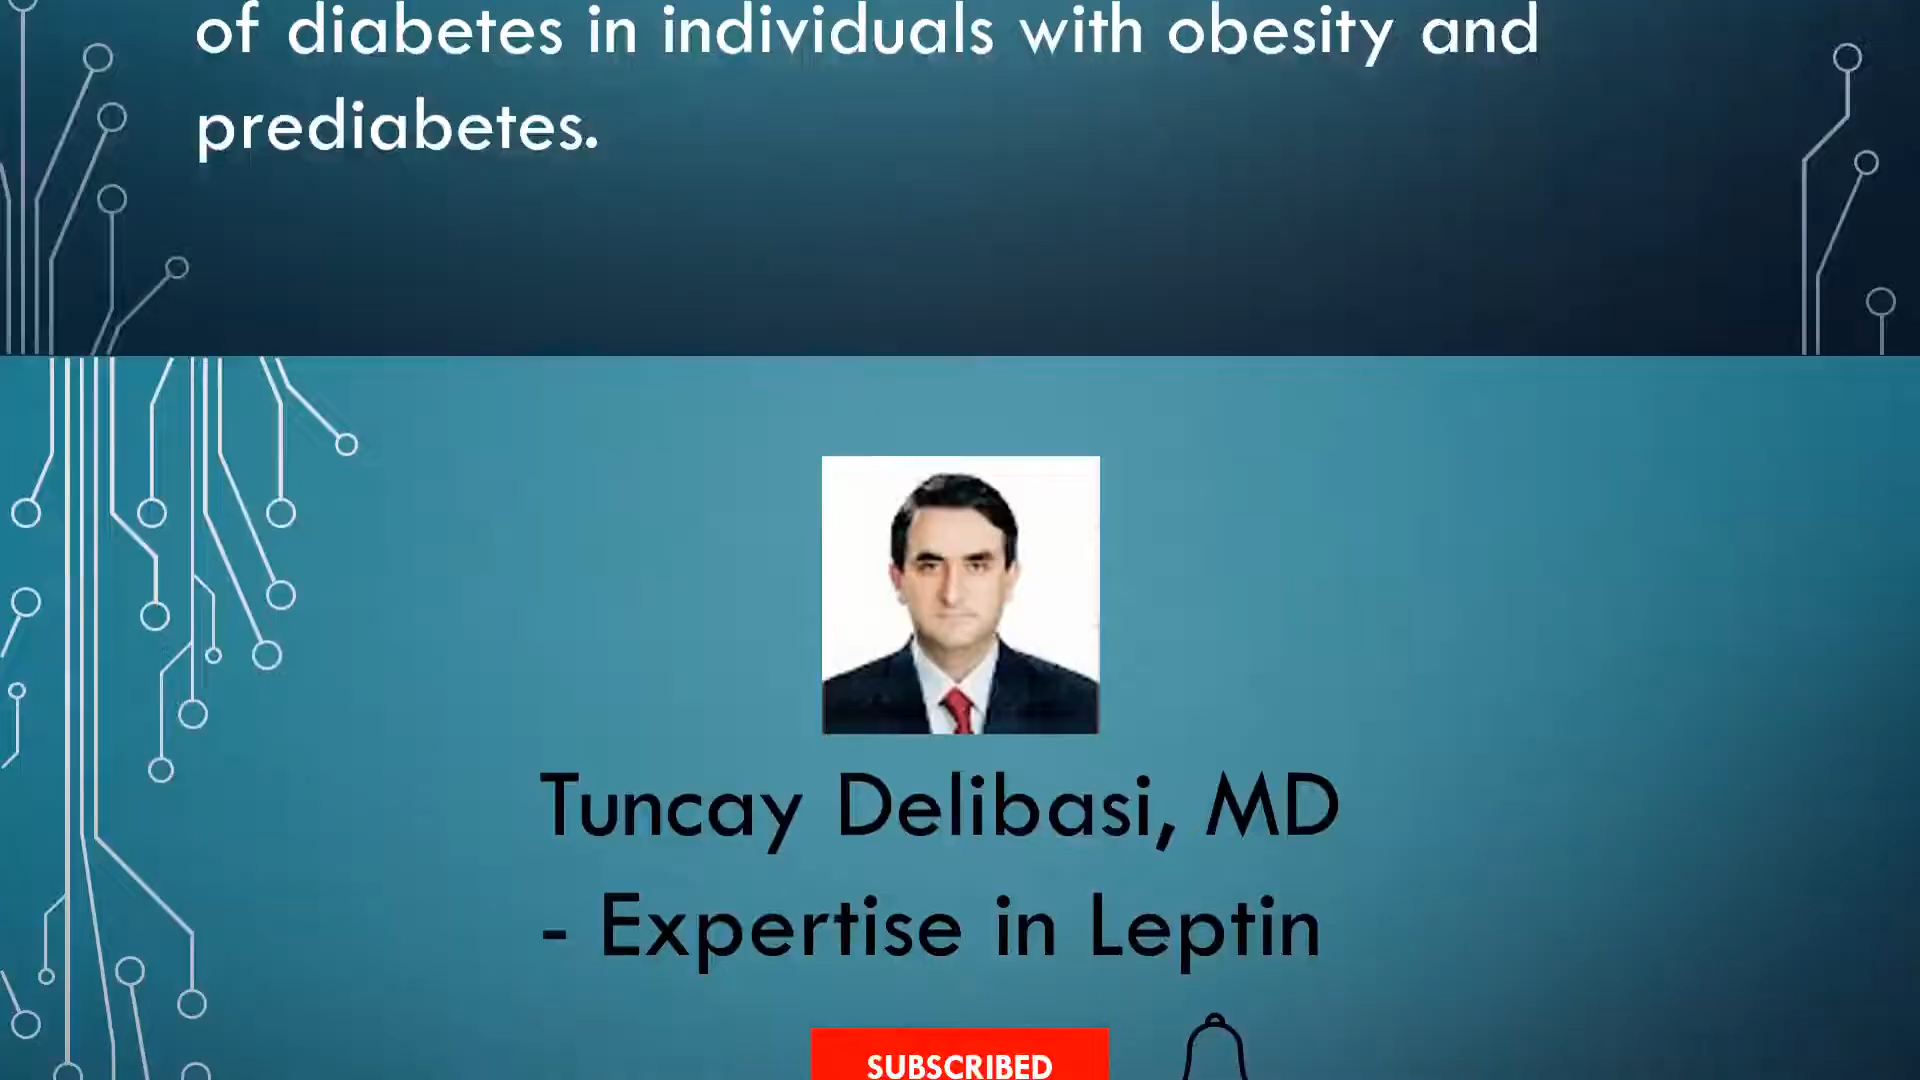 of diabetes in individuals with obesity and
prediabetes.
Tuncay Delibasi, MD
- Expertise in Leptin
SUBSCRIBED